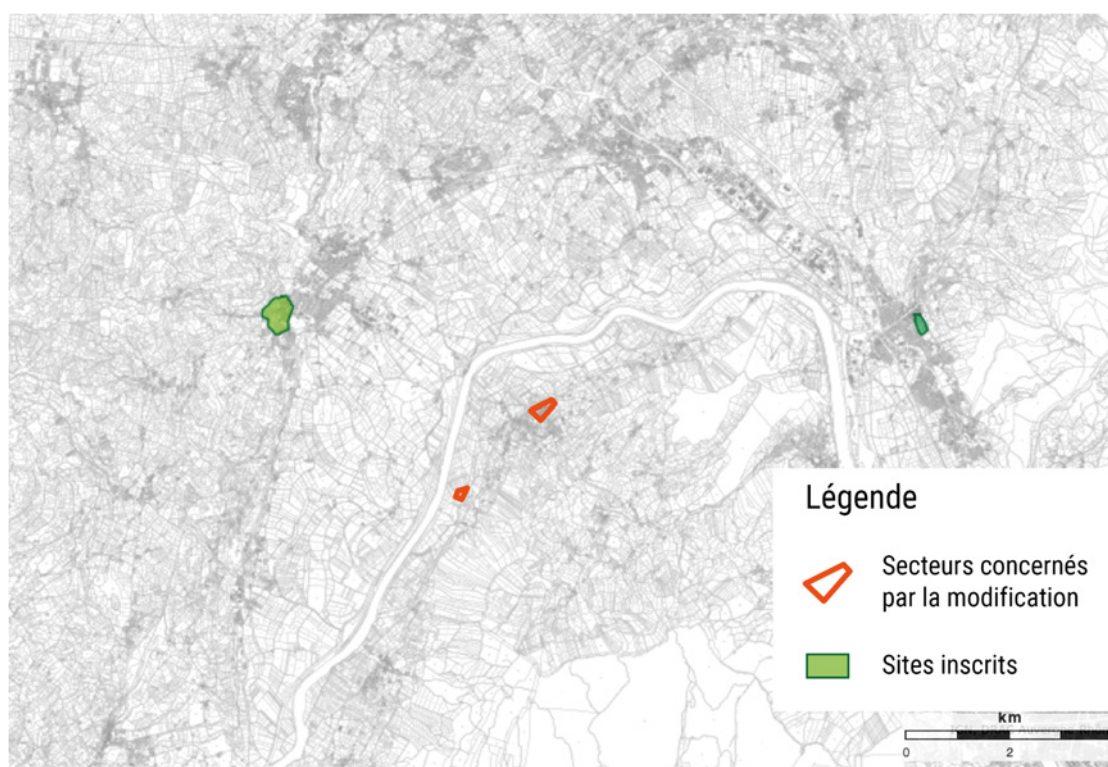 Légende
Secteurs concernés
par la modification
Sites inscrits
km
0 2